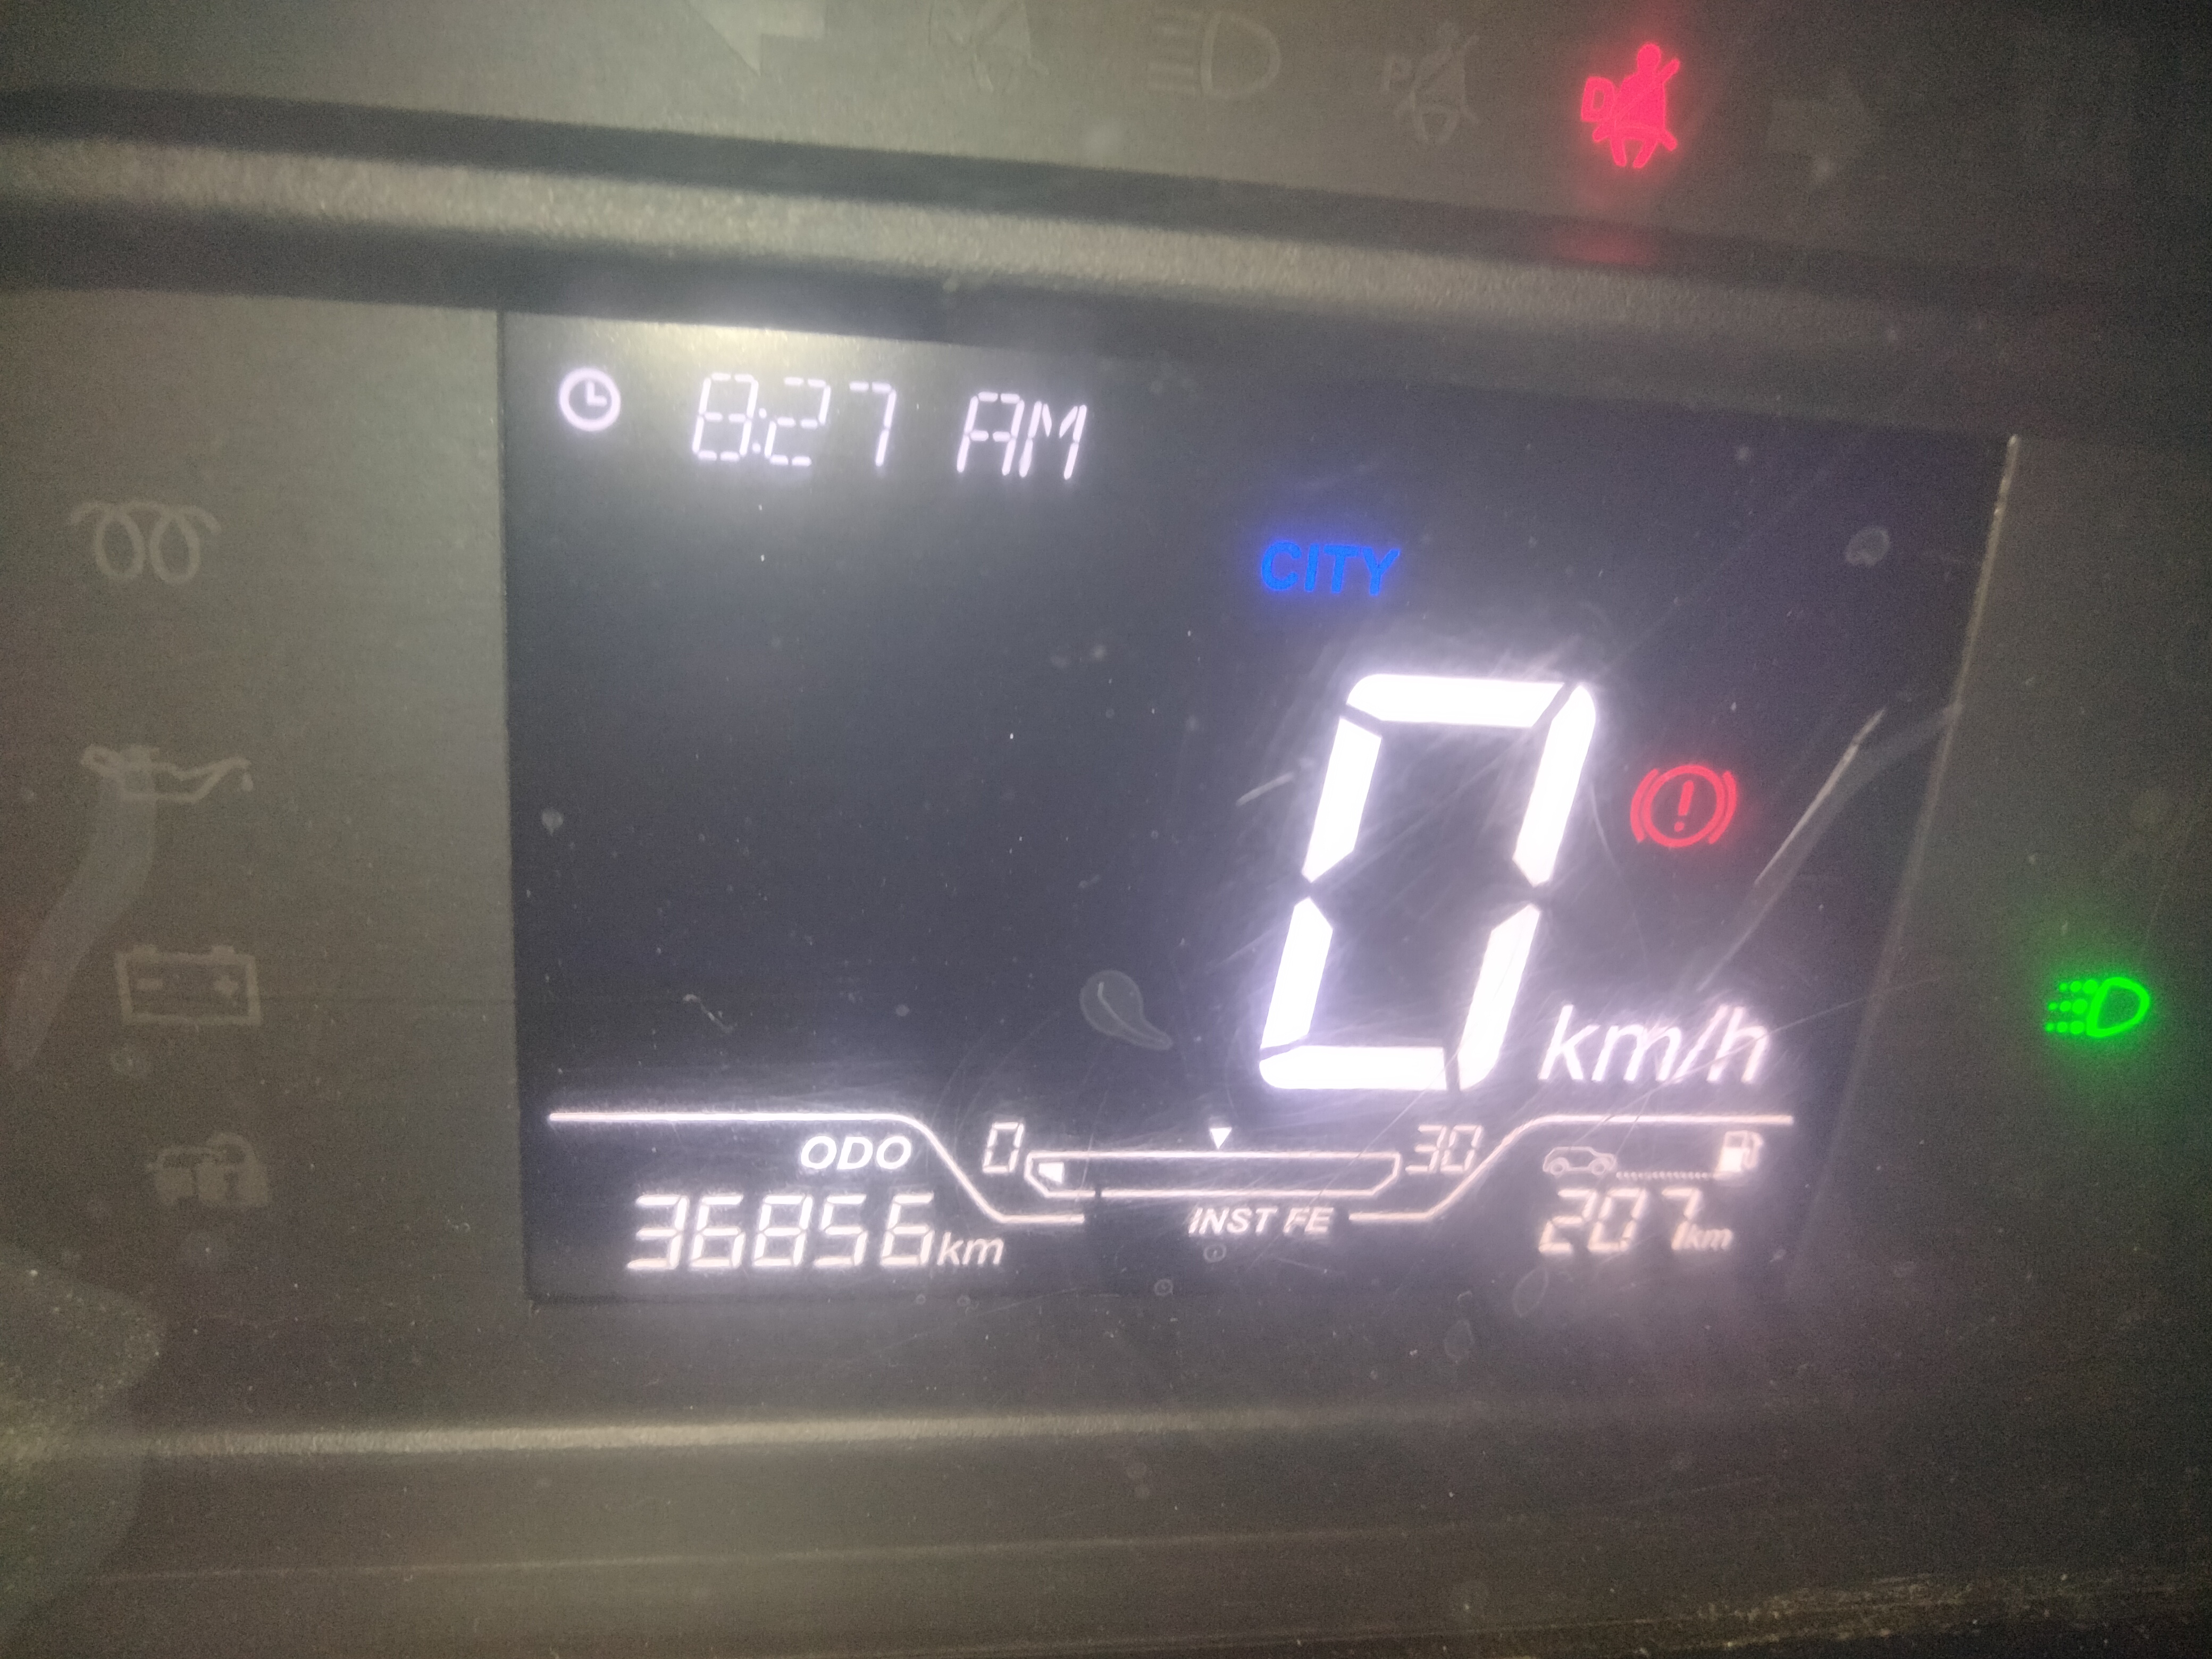 P
D
8:27 AM
CITY
0
km/h
ODO
0
30
36856km
INST FE
207km